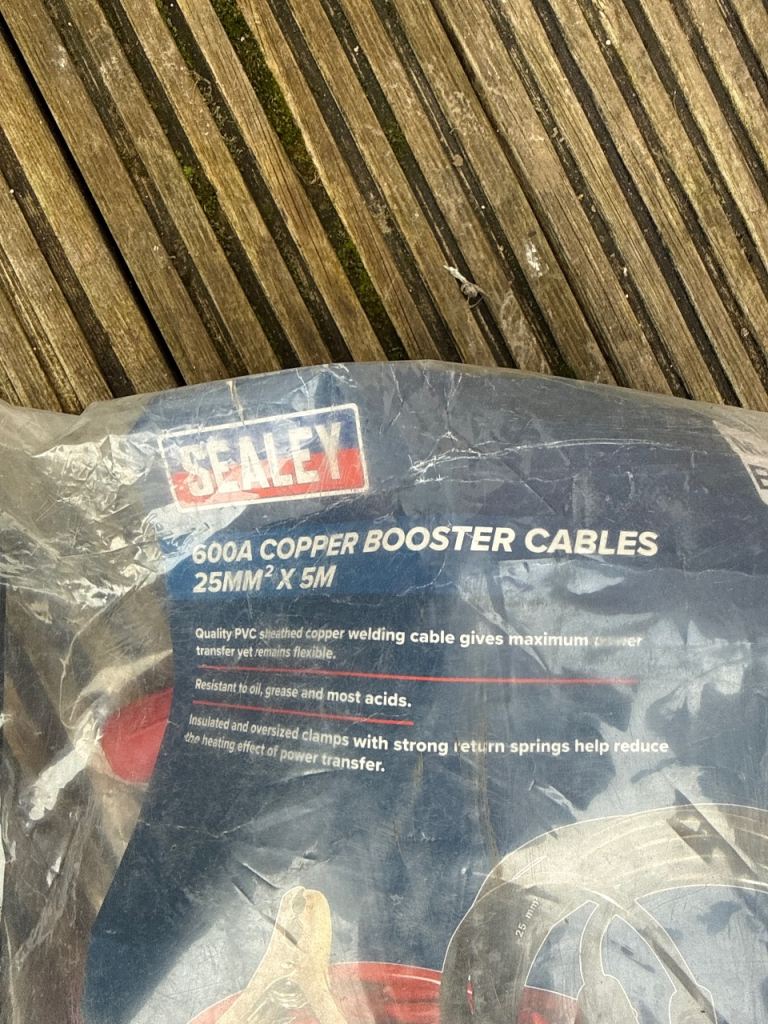 SEALEY
600A COPPER BOOSTER CABLES
25MM² X 5M
Quality PVC sheathed copper welding cable gives maximum
transfer yet remains flexible.
Resistant to oil, grease and most acids.
Insulated and oversized clamps with strong return springs help reduce
the heating effect of power transfer.
25 mm